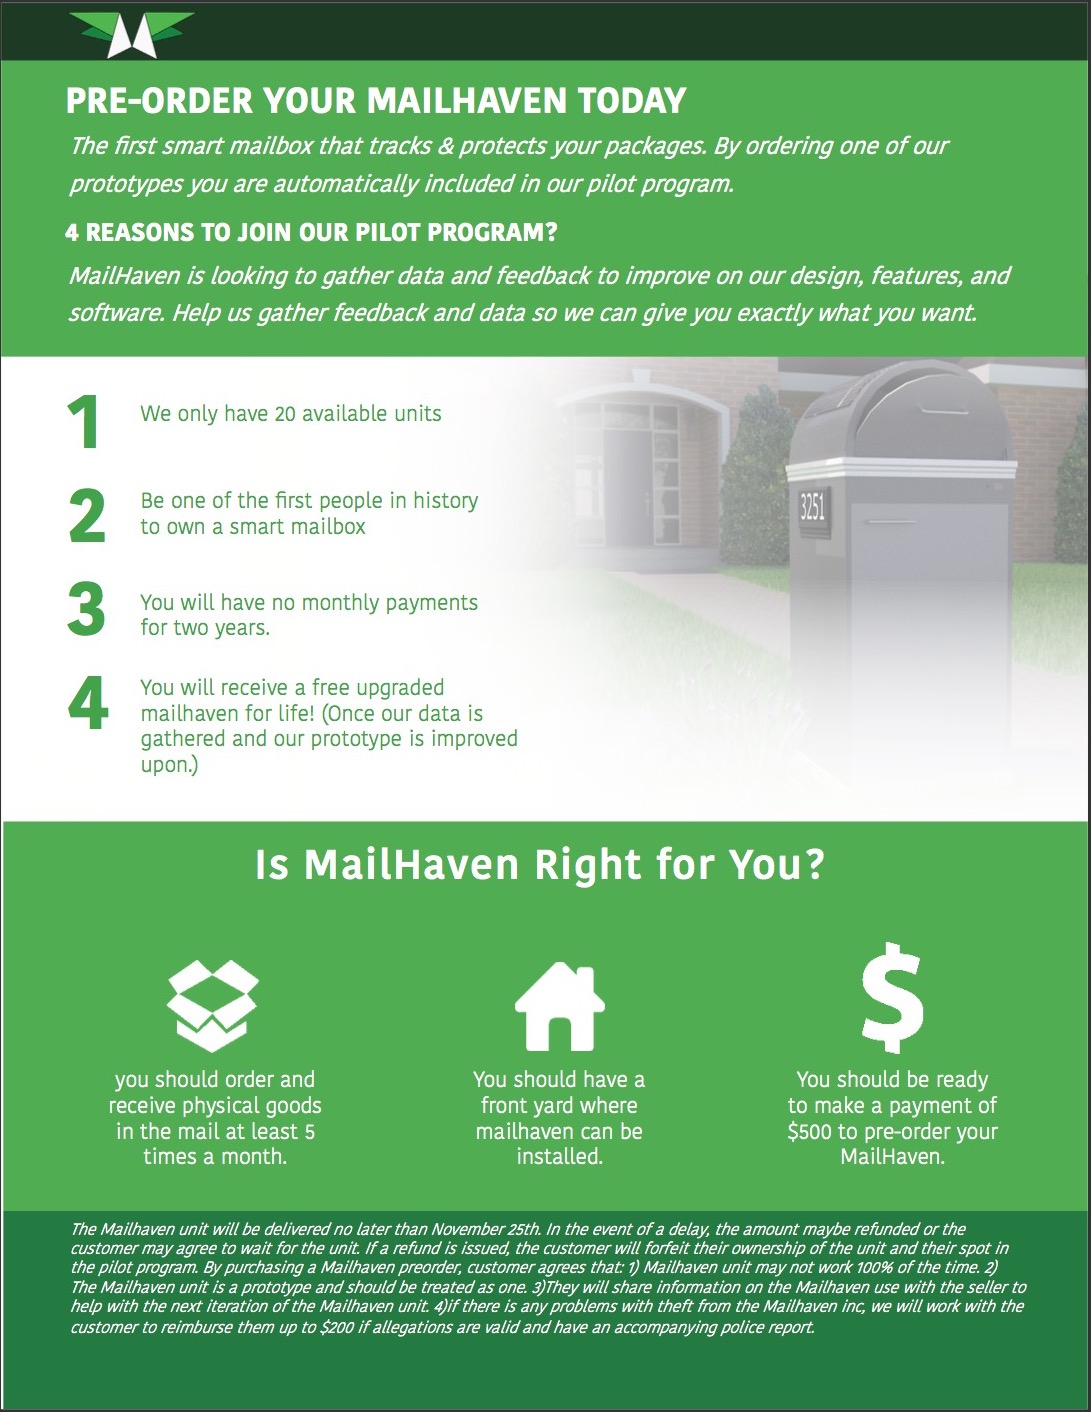 PRE-ORDER YOUR MAILHAVEN TODAY
The first smart mailbox that tracks & protects your packages. By ordering one of our
prototypes you are automatically included in our pilot program.
4 REASONS TO JOIN OUR PILOT PROGRAM?
MailHaven is looking to gather data and feedback to improve on our design, features, and
software. Help us gather feedback and data so we can give you exactly what you want.
1
We only have 20 available units
2
Be one of the first people in history
to own a smart mailbox
3
You will have no monthly payments
for two years.
4
You will receive a free upgraded
mailhaven for life! (Once our data is
gathered and our prototype is improved
upon.)
3251
Is MailHaven Right for You?
you should order and
receive physical goods
in the mail at least 5
times a month.
You should have a
front yard where
mailhaven can be
installed.
$
You should be ready
to make a payment of
$500 to pre-order your
MailHaven.
The Mailhaven unit will be delivered no later than November 25th. In the event of a delay, the amount maybe refunded or the
customer may agree to wait for the unit. If a refund is issued, the customer will forfeit their ownership of the unit and their spot in
the pilot program. By purchasing a Mailhaven preorder, customer agrees that: 1) Mailhaven unit may not work 100% of the time. 2)
The Mailhaven unit is a prototype and should be treated as one. 3)They will share information on the Mailhaven use with the seller to
help with the next iteration of the Mailhaven unit. 4)if there is any problems with theft from the Mailhaven inc, we will work with the
customer to reimburse them up to $200 if allegations are valid and have an accompanying police report.